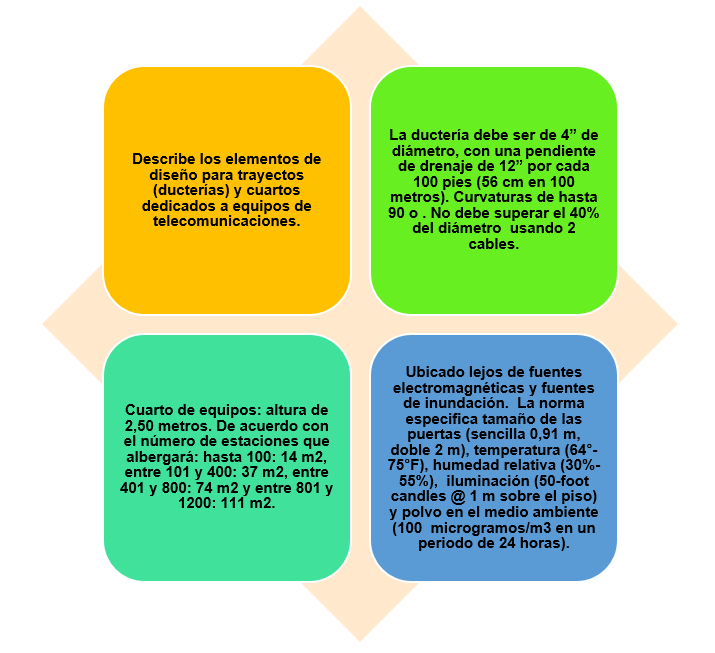 Describe los elementos de
diseño para trayectos
(ducterías) y cuartos
dedicados a equipos de
telecomunicaciones.
La ductería debe ser de 4” de
diámetro, con una pendiente
de drenaje de 12” por cada
100 pies (56 cm en 100
metros). Curvaturas de hasta
90 o . No debe superar el 40%
del diámetro  usando 2
cables.
Cuarto de equipos: altura de
2,50 metros. De acuerdo con
el número de estaciones que
albergará: hasta 100: 14 m2,
entre 101 y 400: 37 m2, entre
401 y 800: 74 m2 y entre 801 y
1200: 111 m2.
Ubicado lejos de fuentes
electromagnéticas y fuentes
de inundación.  La norma
especifica tamaño de las
puertas (sencilla 0,91 m,
doble 2 m), temperatura (64°-
75°F), humedad relativa (30%-
55%),  iluminación (50-foot
candles @ 1 m sobre el piso)
y polvo en el medio ambiente
(100  microgramos/m3 en un
periodo de 24 horas).